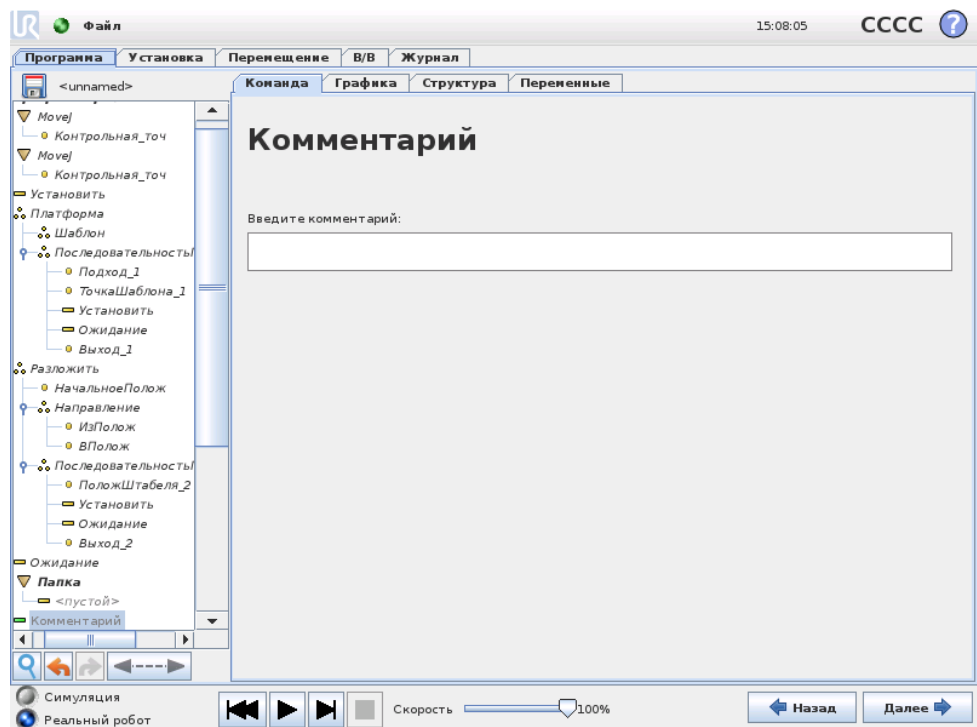 Файл
15:08:05
CCCC
?
Программа
Установка
Перемещение
В/В
Журнал
<unnamed>
Команда
Графика
Структура
Переменные
MoveJ
Контрольная_точ
MoveJ
Контрольная_точ
Установить
Платформа
Шаблон
Подход_1
ТочкаШаблона_1
Установить
Ожидание
Выход_1
Разложить
НачальноеПолож
Направление
ИзПолож
ВПолож
ПоложШтабеля_2
Установить
Ожидание
Выход_2
Ожидание
Папка
<пустой>
Комментарий
Комментарий
Введите комментарий:
Симуляция
Реальный робот
Скорость
100%
Назад
Далее